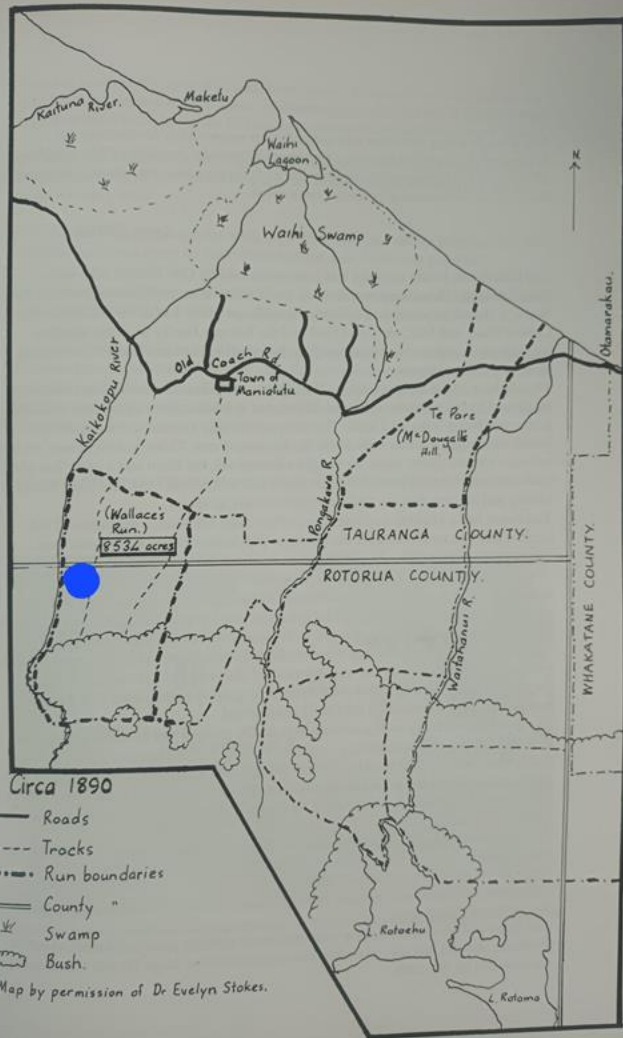 Kaituna River.
Maketu
Waihi
Lagoon
N
Waihi Swamp
Otamarakau.
Kaikokopu River
Old Coach Rd
Town of
Maniatutu
Te Pare
(McDougall's
Hill)
Pongakawa R.
(Wallace's
Run.)
8534 acres
TAURANGA COUNTY.
ROTORUA COUNTY.
Waitahanui R.
WHAKATANE COUNTY.
Circa 1890
Roads
Tracks
Run boundaries
County "
Swamp
Bush.
Map by permission of Dr Evelyn Stokes.
L. Rotoehu
L. Rotoma